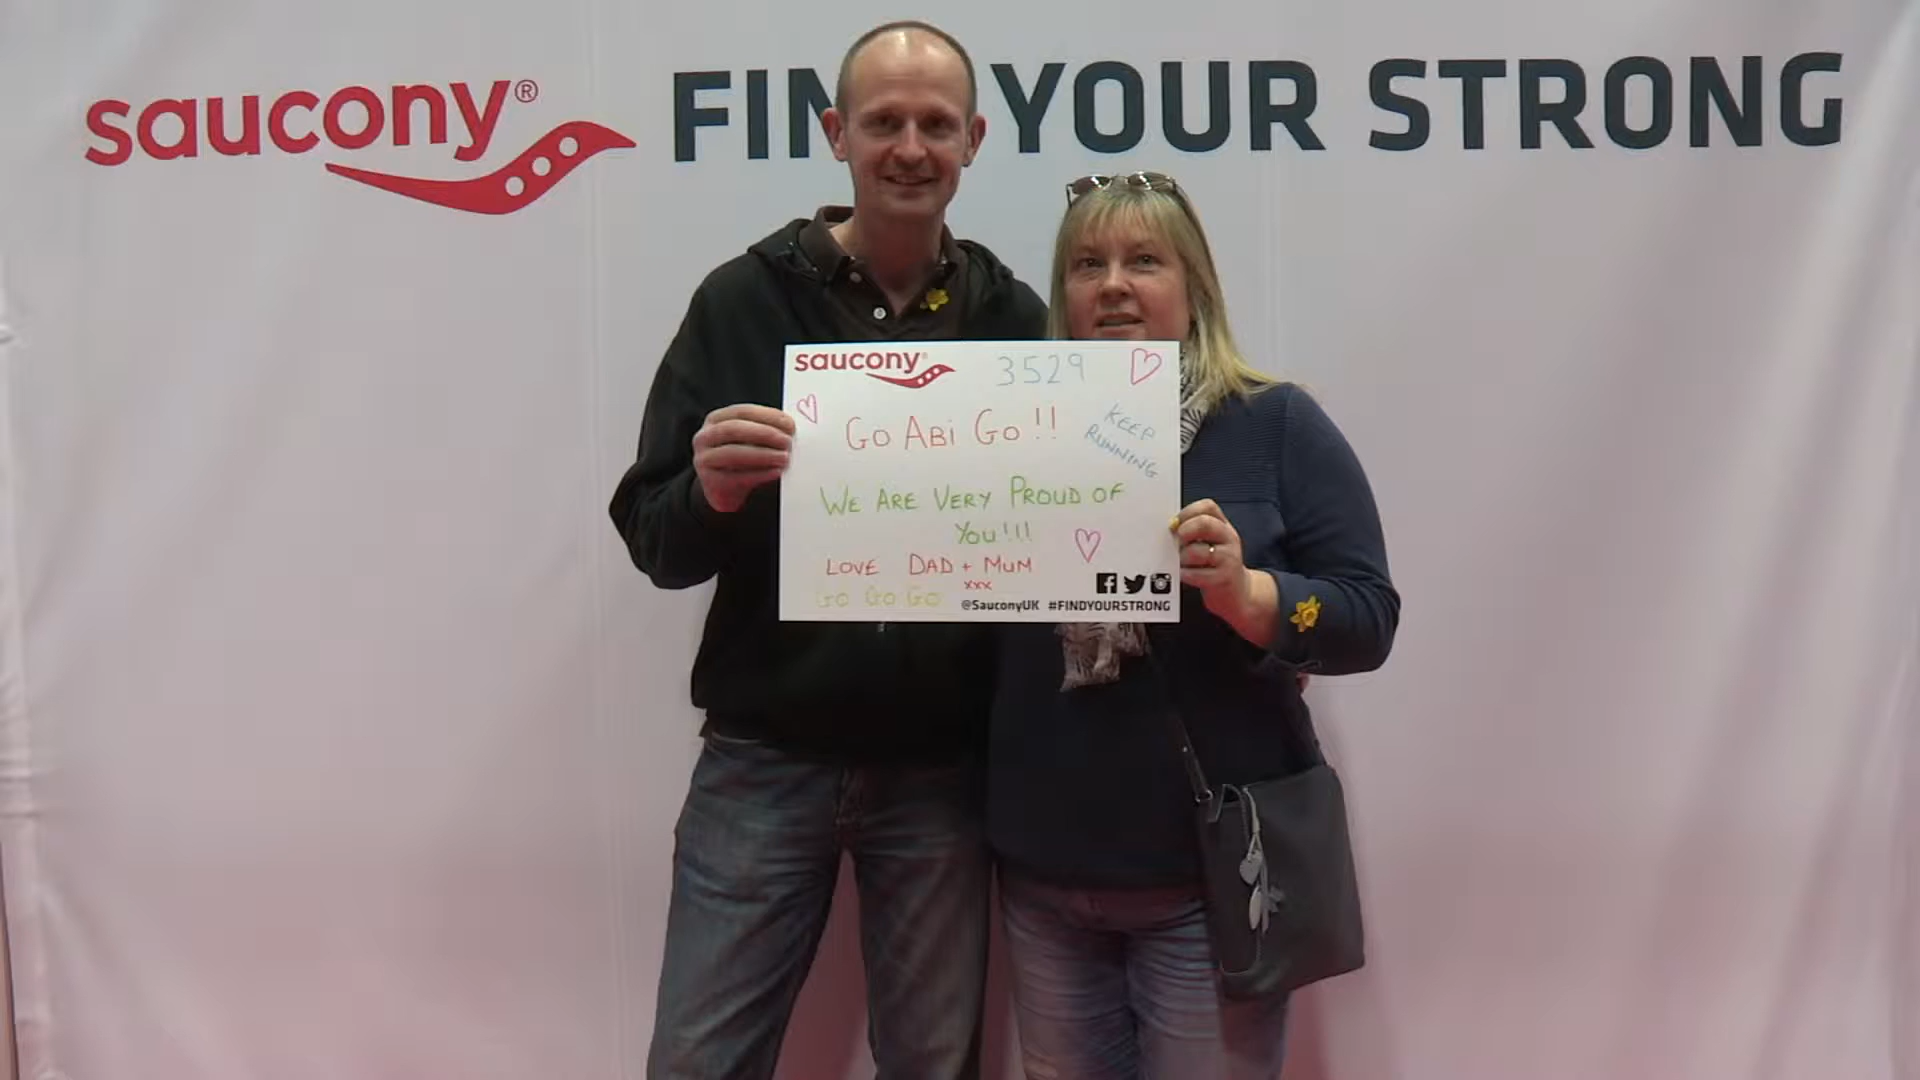 saucony® FIN YOUR STRONG
saucony® 3529
GO ABI GO!!
KEEP
RUNNING
WE ARE VERY PROUD OF
YOU!!!
LOVE DAD + MUM
xxx
GO GO GO
@SauconyUK #FINDYOURSTRONG